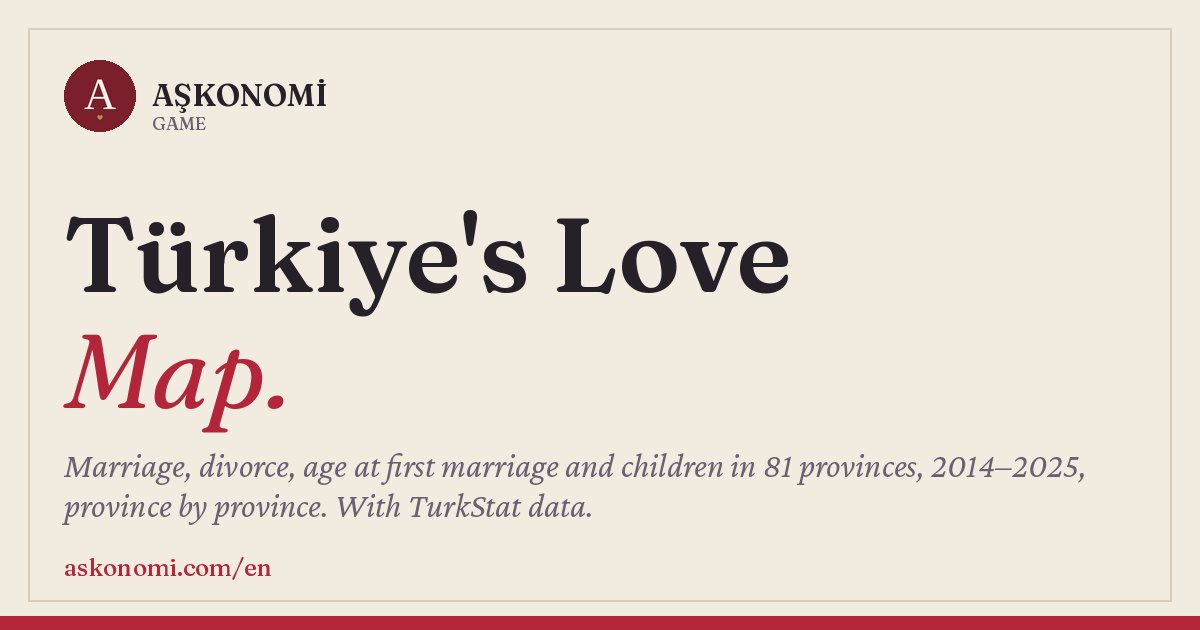 A
AŞKONOMİ
GAME
Türkiye's Love
Map.
Marriage, divorce, age at first marriage and children in 81 provinces, 2014–2025,
province by province. With TurkStat data.
askonomi.com/en